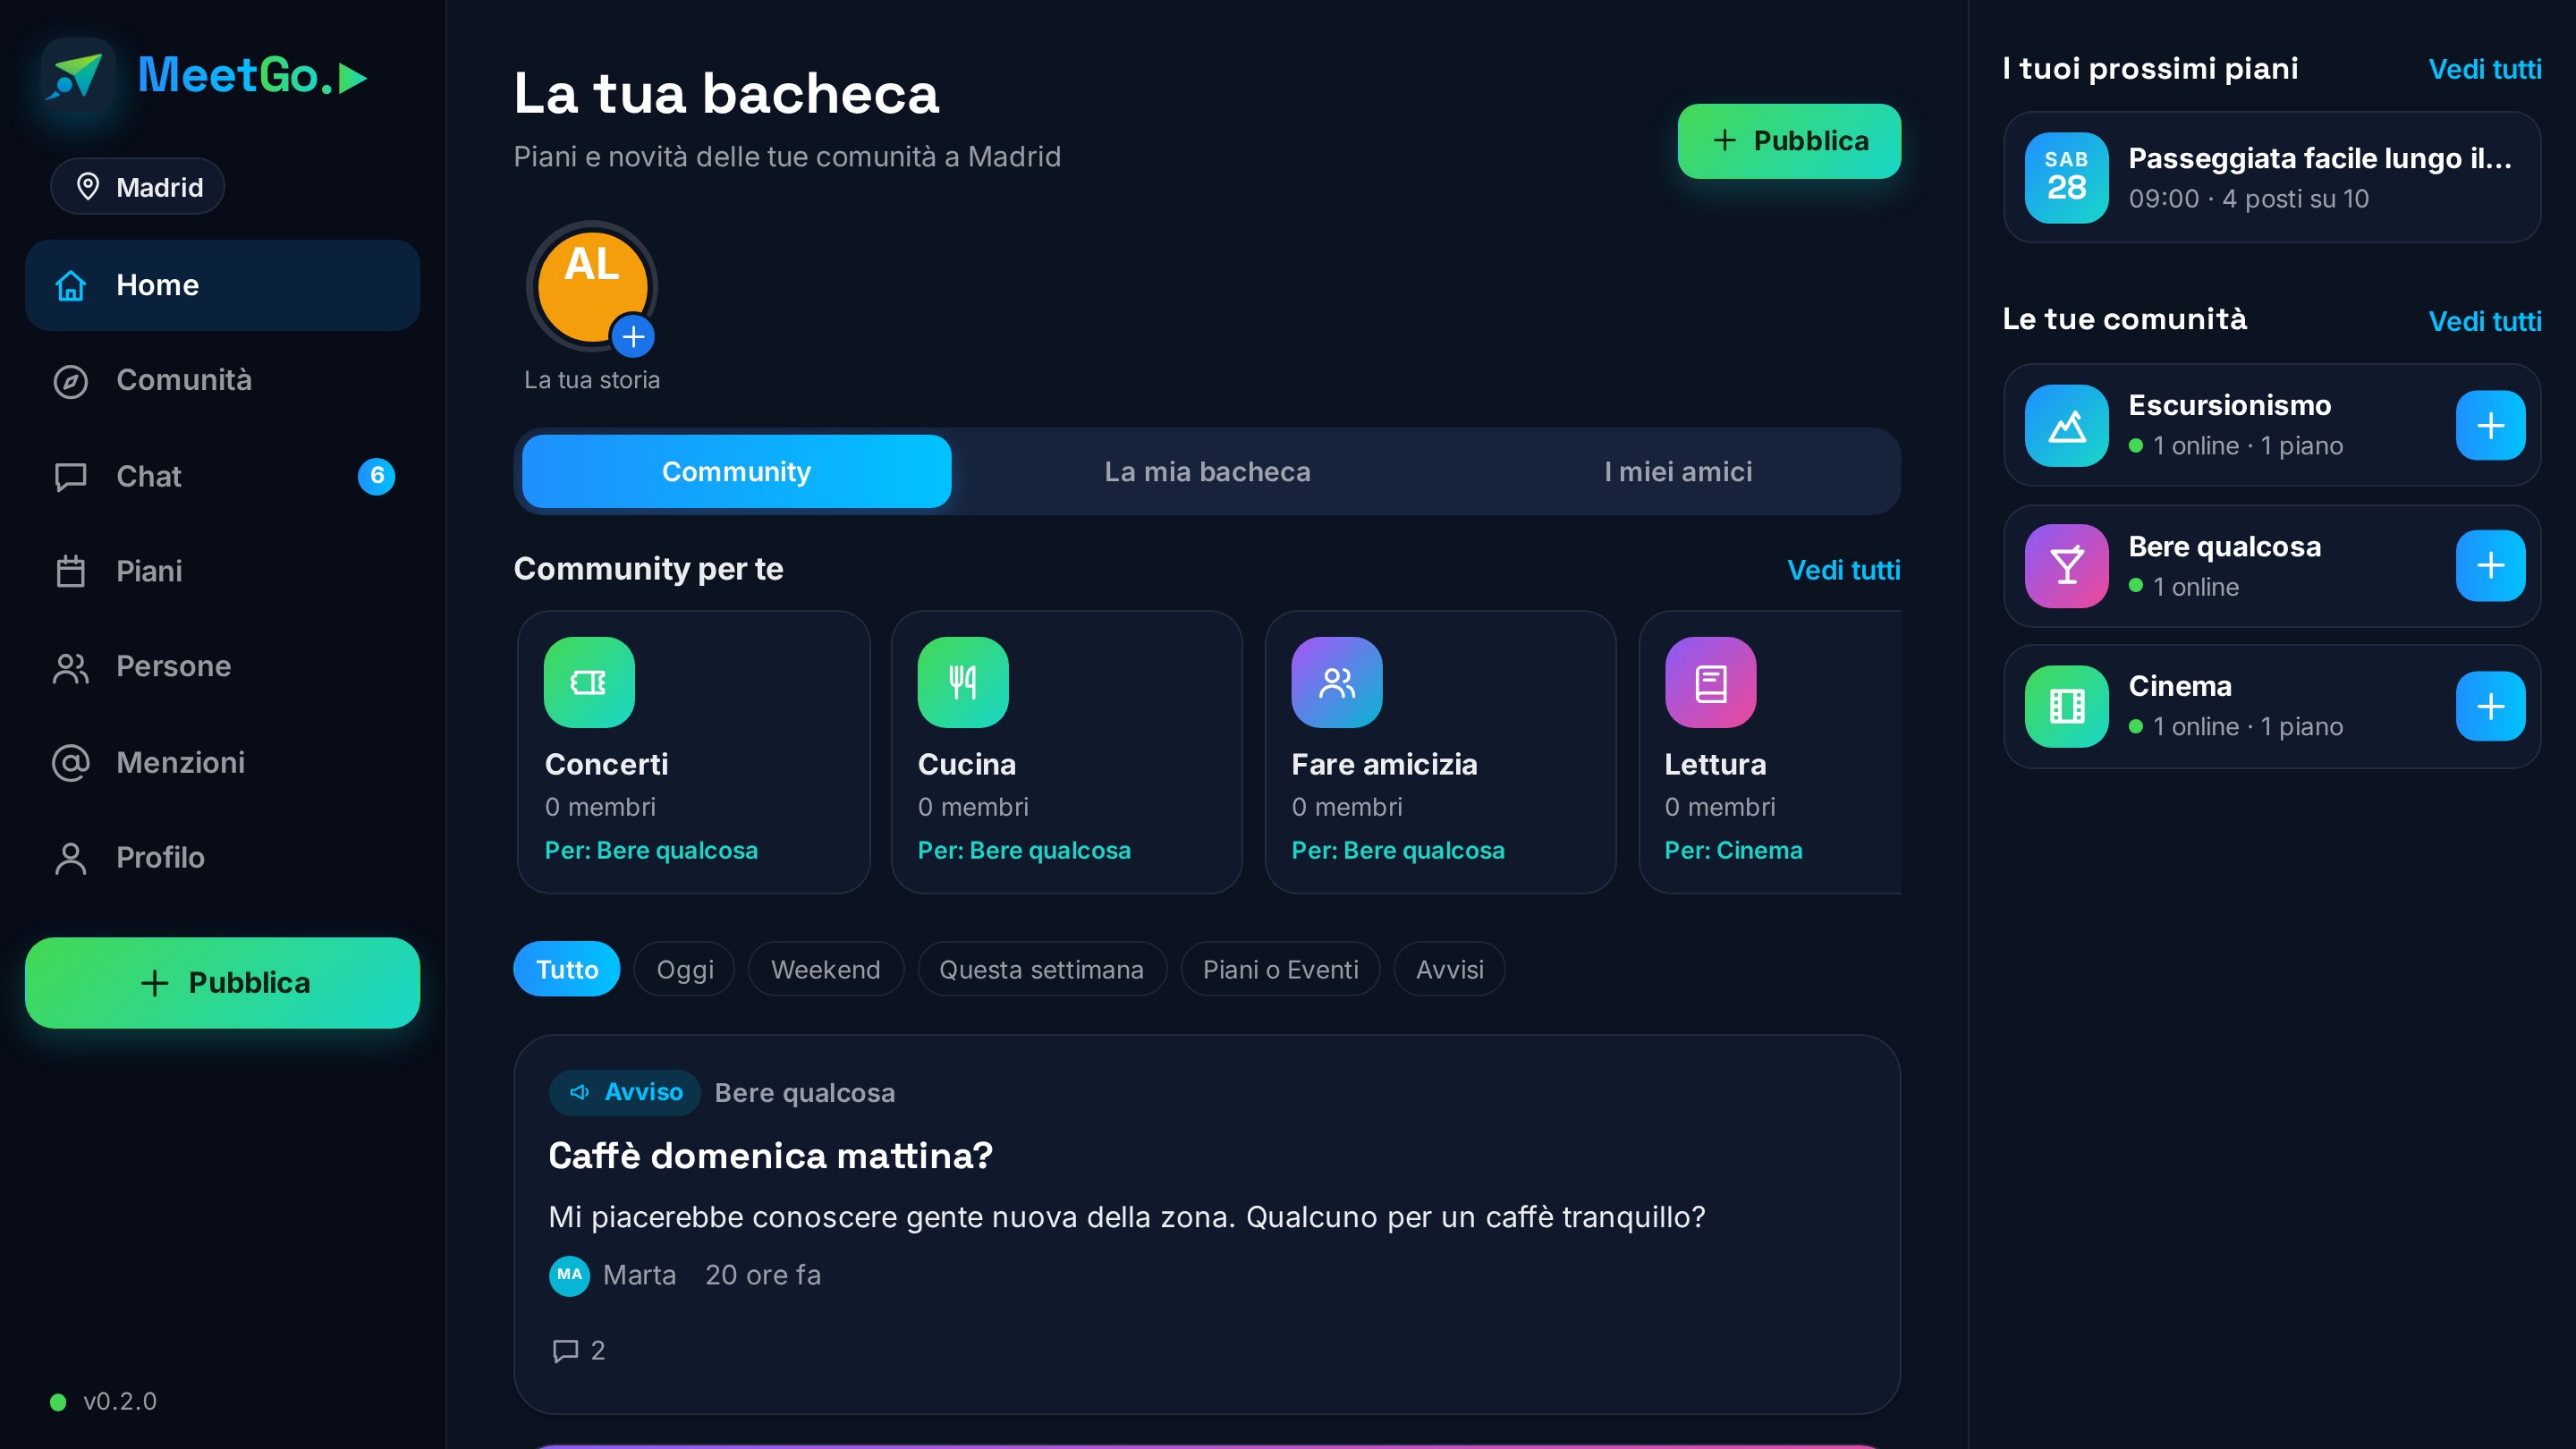 MeetGo.
Madrid
Home
Comunità
Chat
6
Piani
Persone
Menzioni
Profilo
Pubblica
v0.2.0
La tua bacheca
Piani e novità delle tue comunità a Madrid
Pubblica
AL
La tua storia
Community
La mia bacheca
I miei amici
Community per te
Vedi tutti
Concerti
0 membri
Per: Bere qualcosa
Cucina
0 membri
Per: Bere qualcosa
Fare amicizia
0 membri
Per: Bere qualcosa
Lettura
0 membri
Per: Cinema
Tutto
Oggi
Weekend
Questa settimana
Piani o Eventi
Avvisi
Avviso
Bere qualcosa
Caffè domenica mattina?
Mi piacerebbe conoscere gente nuova della zona. Qualcuno per un caffè tranquillo?
MA
Marta
20 ore fa
2
I tuoi prossimi piani
Vedi tutti
SAB
28
Passeggiata facile lungo il...
09:00 · 4 posti su 10
Le tue comunità
Vedi tutti
Escursionismo
1 online · 1 piano
Bere qualcosa
1 online
Cinema
1 online · 1 piano